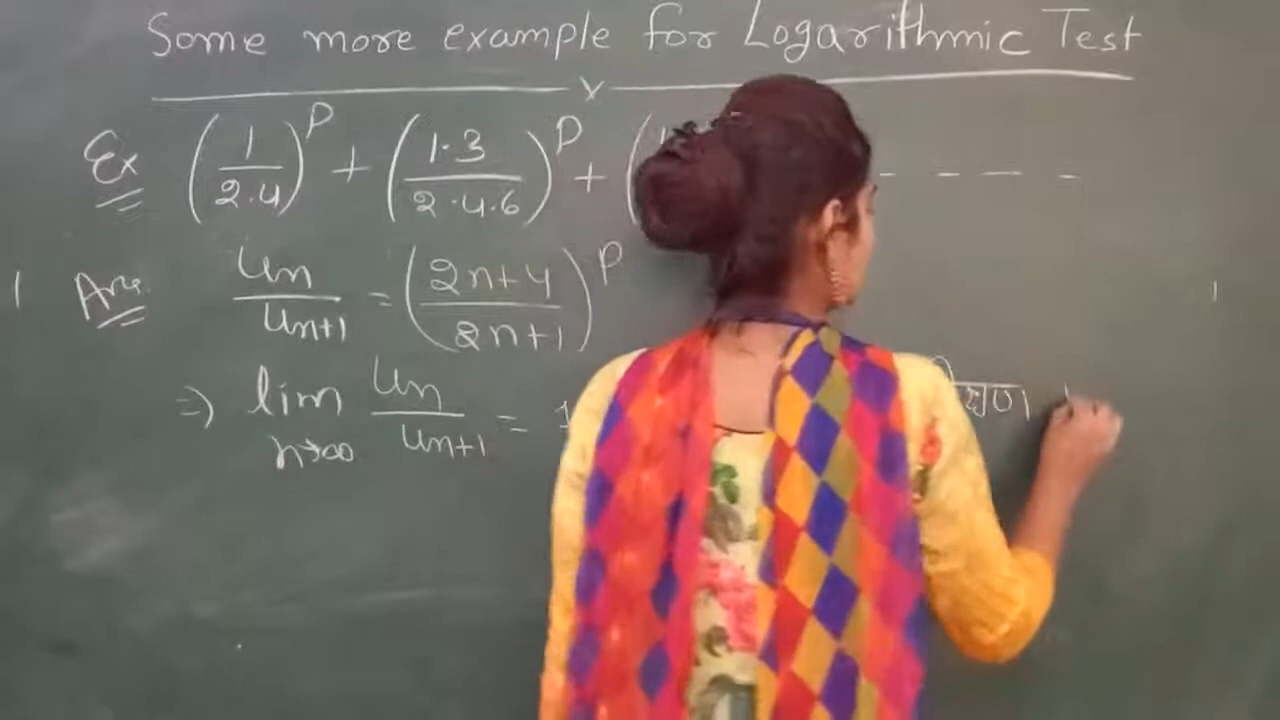 Some more example for Logarithmic Test
x
Ex (1/2·4)^p + (1·3/2·4·6)^p + ( - - - -
Ans. Un/Un+1 = (2n+4/2n+1)^p
⇒ lim n→∞ Un/Un+1 = 1